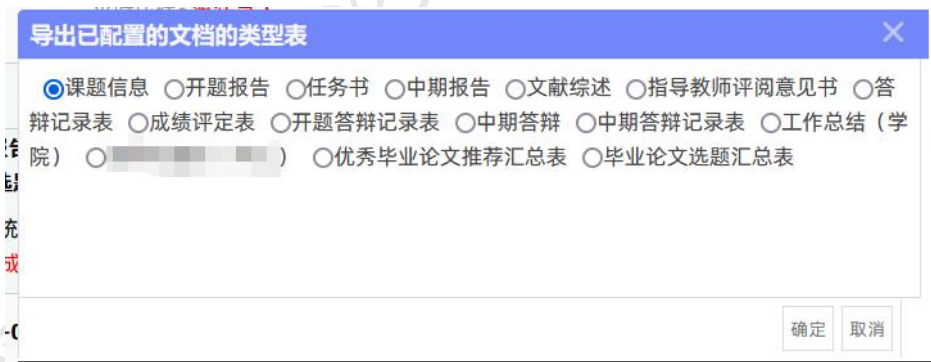 导出已配置的文档的类型表
课题信息 开题报告 任务书 中期报告 文献综述 指导教师评阅意见书 答
辩记录表 成绩评定表 开题答辩记录表 中期答辩 中期答辩记录表 工作总结（学
院） ） 优秀毕业论文推荐汇总表 毕业论文选题汇总表
充
成
-0
确定 取消